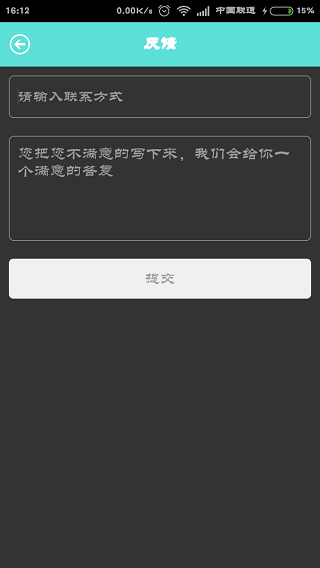 16:12 0.00K/s 中国联通 15%
反馈
请输入联系方式
您把您不满意的写下来，我们会给你一
个满意的答复
提交